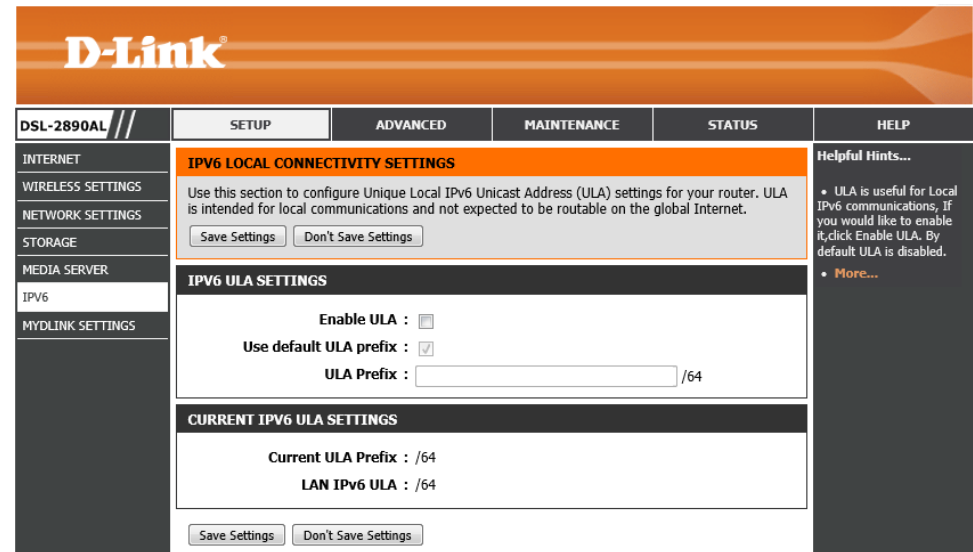 D-Link®
DSL-2890AL
SETUP
ADVANCED
MAINTENANCE
STATUS
HELP
INTERNET
WIRELESS SETTINGS
NETWORK SETTINGS
STORAGE
MEDIA SERVER
IPV6
MYDLINK SETTINGS
IPV6 LOCAL CONNECTIVITY SETTINGS
Use this section to configure Unique Local IPv6 Unicast Address (ULA) settings for your router. ULA
is intended for local communications and not expected to be routable on the global Internet.
Save Settings
Don't Save Settings
IPV6 ULA SETTINGS
Enable ULA :
Use default ULA prefix :
ULA Prefix : /64
CURRENT IPV6 ULA SETTINGS
Current ULA Prefix : /64
LAN IPv6 ULA : /64
Save Settings
Don't Save Settings
Helpful Hints...
• ULA is useful for Local
IPv6 communications, If
you would like to enable
it,click Enable ULA. By
default ULA is disabled.
• More...